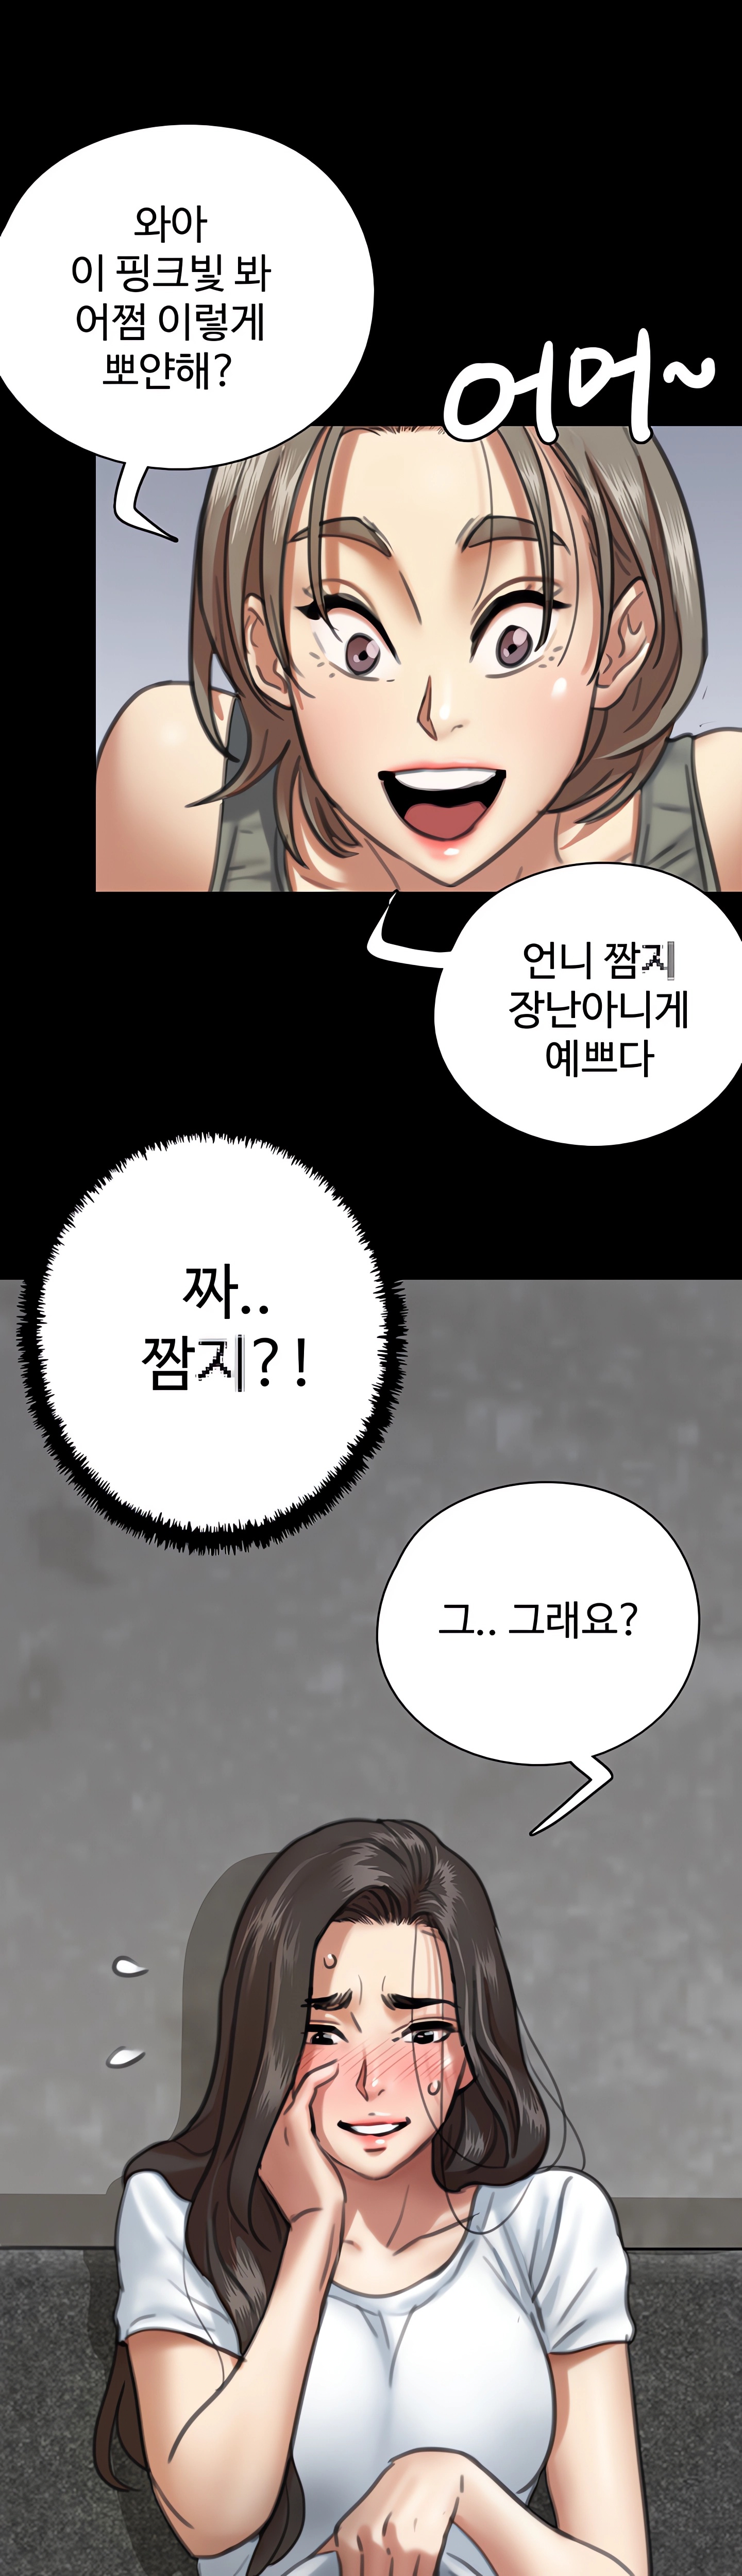 와아
이 핑크빛 봐
어쩜 이렇게
뽀얀해?
어머~
언니 짬지
장난아니게
예쁘다
짜..
짬지?!
그.. 그래요?